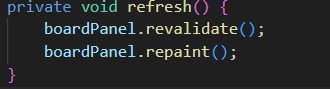 private void refresh() {
    boardPanel.revalidate();
    boardPanel.repaint();
}